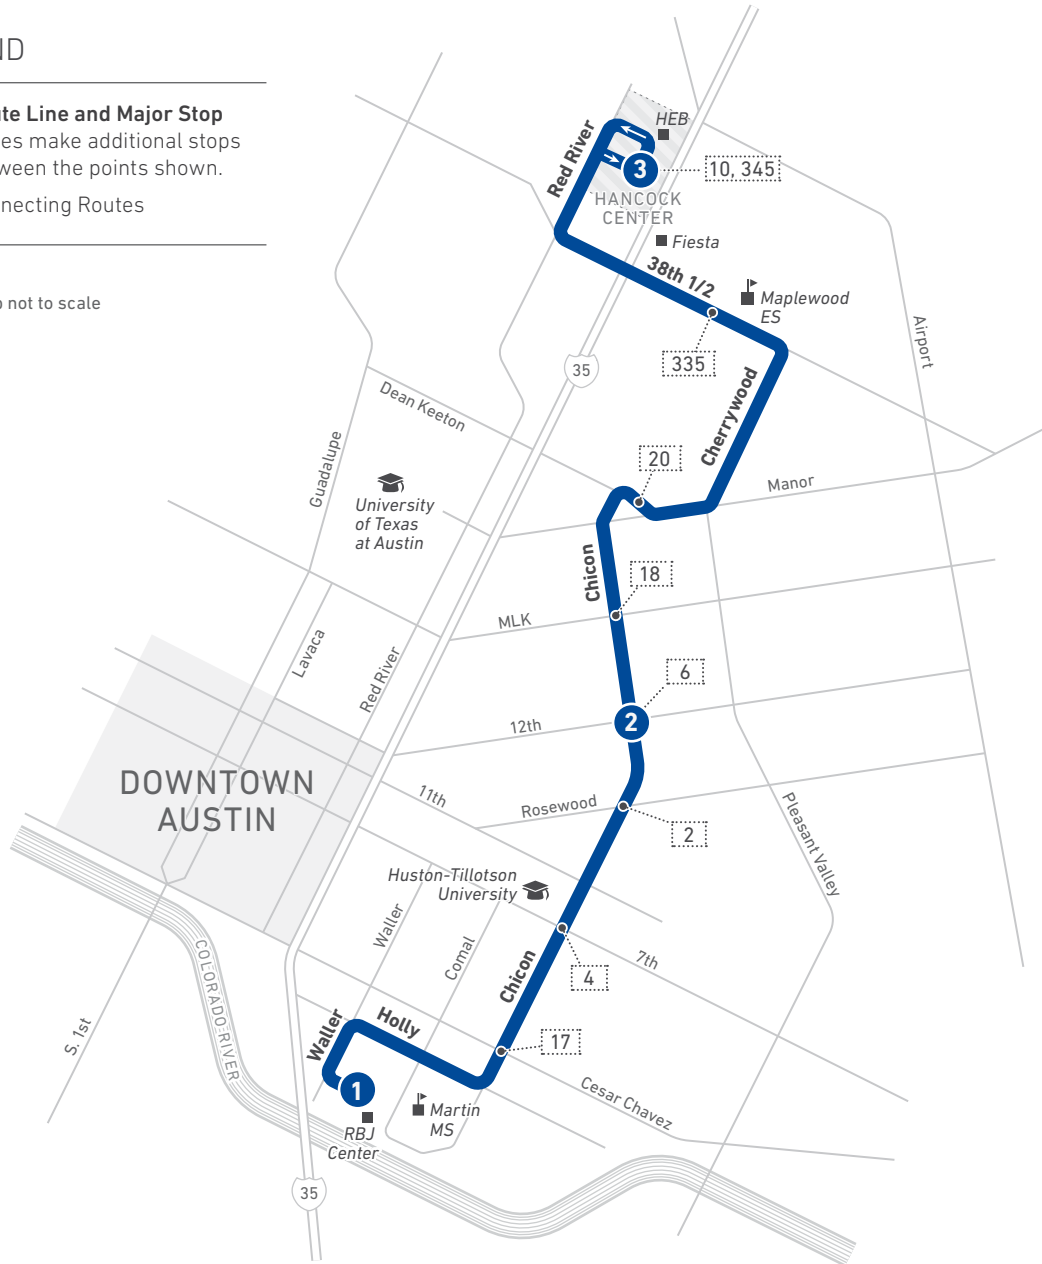 ND
ute Line and Major Stop
es make additional stops
ween the points shown.
nnecting Routes
o not to scale
HEB
Red River
3
10, 345
HANCOCK
CENTER
Fiesta
38th 1/2
Maplewood
ES
335
Airport
35
Cherrywood
Dean Keeton
Guadalupe
20
Manor
University
of Texas
at Austin
Chicon
18
MLK
Lavaca
Red River
6
2
12th
DOWNTOWN
AUSTIN
11th
Rosewood
2
Pleasant Valley
Huston-Tillotson
University
Waller
Comal
Chicon
7th
4
COLORADO RIVER
S. 1st
Waller
Holly
17
1
Cesar Chavez
Martin
MS
RBJ
Center
35